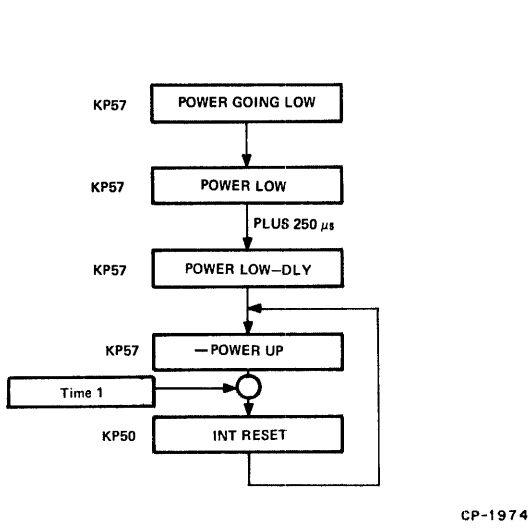 KP57 POWER GOING LOW
KP57 POWER LOW
PLUS 250 μs
KP57 POWER LOW—DLY
KP57 —POWER UP
Time 1
KP50 INT RESET
CP-1974